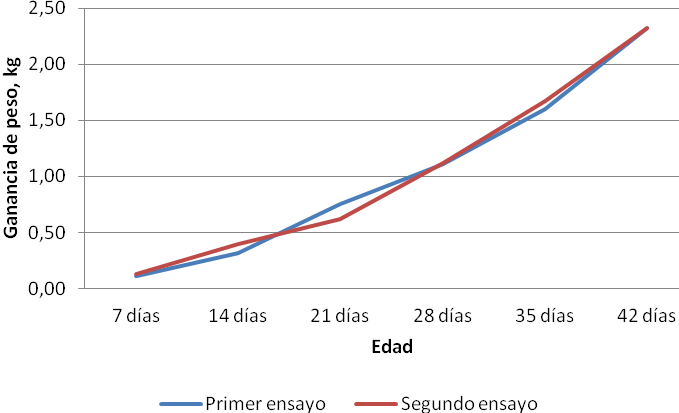 2,50
2,00
1,50
1,00
0,50
0,00
Ganancia de peso, kg
7 días 14 días 21 días 28 días 35 días 42 días
Edad
Primer ensayo Segundo ensayo